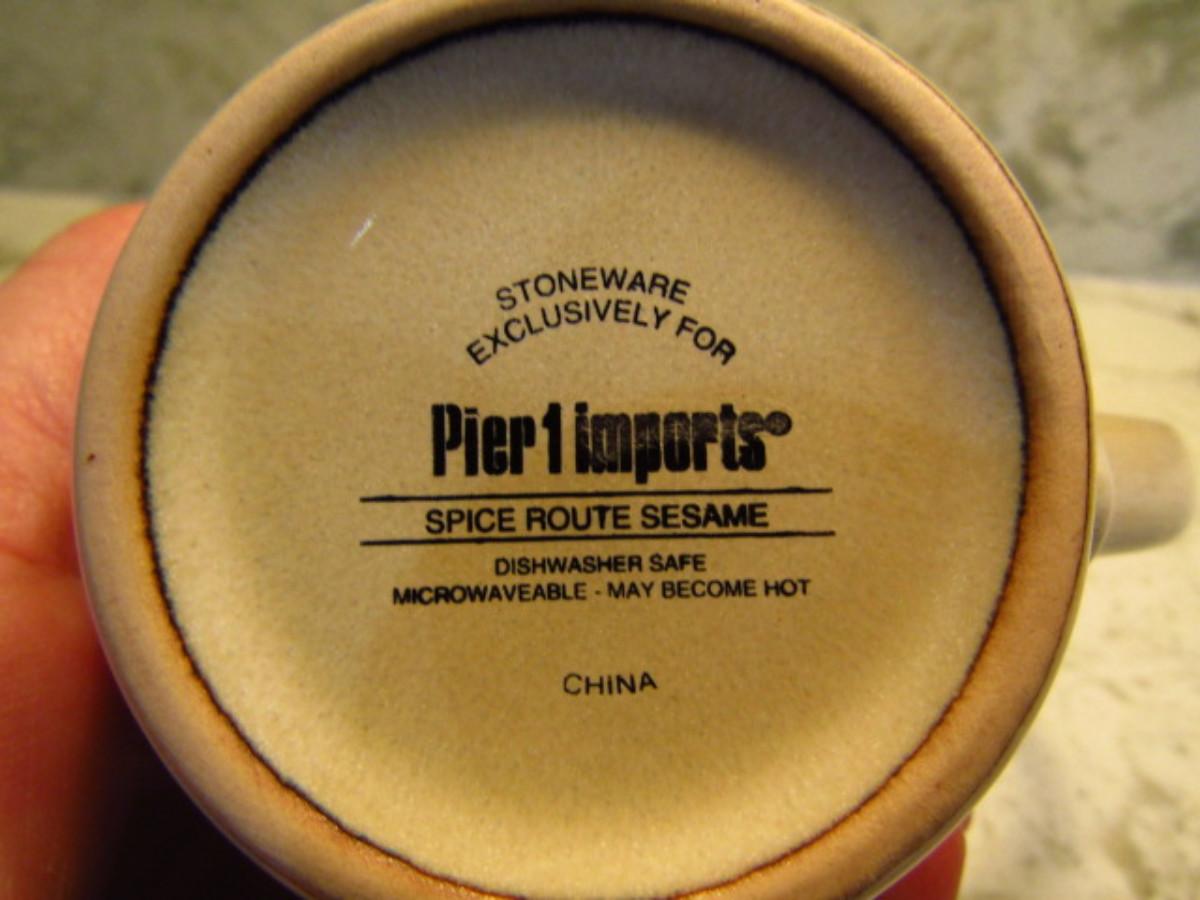 STONEWARE
EXCLUSIVELY FOR
Pier 1 imports®
SPICE ROUTE SESAME
DISHWASHER SAFE
MICROWAVEABLE - MAY BECOME HOT
CHINA